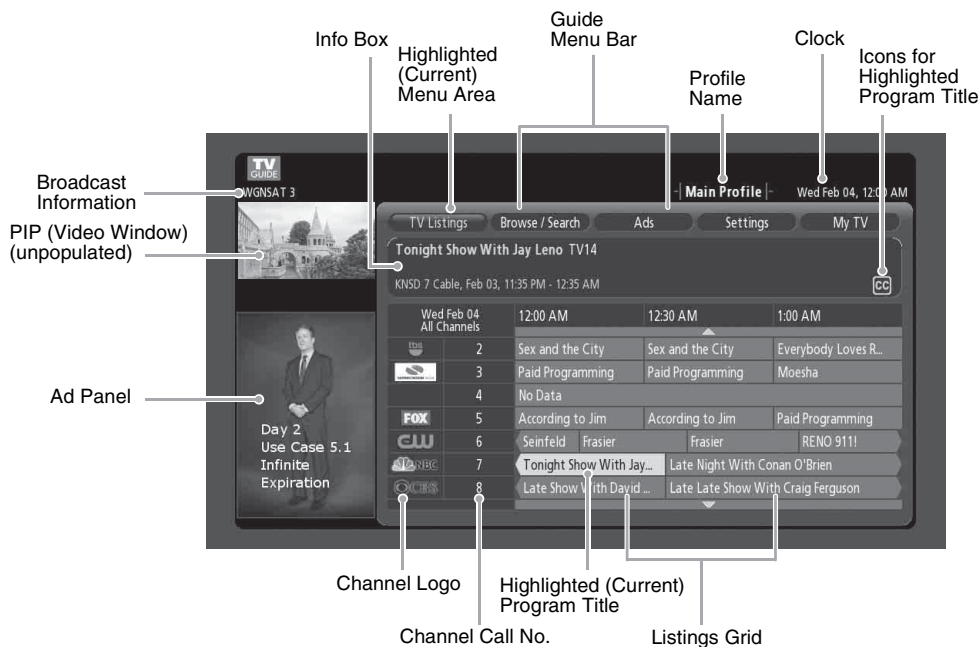 Guide
Menu Bar
Info Box
Clock
Highlighted
(Current)
Menu Area
Icons for
Highlighted
Program Title
Profile
Name
Broadcast
Information
PIP (Video Window)
(unpopulated)
Ad Panel
TV
GUIDE
WGNSAT 3
Main Profile
Wed Feb 04, 12:00 AM
TV Listings Browse / Search Ads Settings My TV
Tonight Show With Jay Leno TV14
KNSD 7 Cable, Feb 03, 11:35 PM - 12:35 AM
CC
Wed Feb 04
All Channels
12:00 AM 12:30 AM 1:00 AM
tbs 2 Sex and the City Sex and the City Everybody Loves R...
3 Paid Programming Paid Programming Moesha
4 No Data
FOX 5 According to Jim According to Jim Paid Programming
CW 6 Seinfeld Frasier Frasier RENO 911!
NBC 7 Tonight Show With Jay... Late Night With Conan O'Brien
CBS 8 Late Show With David ... Late Late Show With Craig Ferguson
Day 2
Use Case 5.1
Infinite
Expiration
Channel Logo
Highlighted (Current)
Program Title
Channel Call No.
Listings Grid